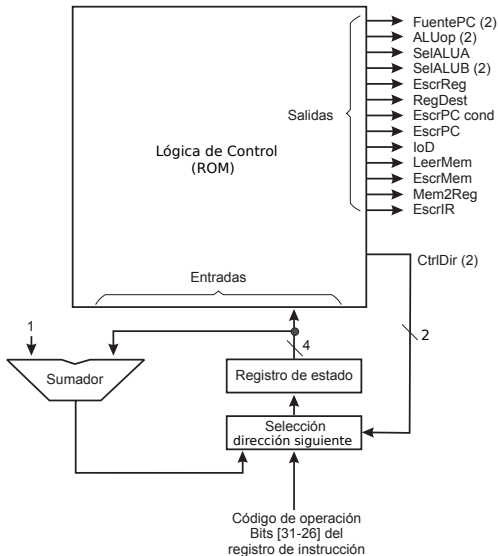 FuentePC (2)
ALUop (2)
SelALUA
SelALUB (2)
EscrReg
RegDest
EscrPC cond
EscrPC
IoD
LeerMem
EscrMem
Mem2Reg
EscrIR
Salidas
Lógica de Control
(ROM)
CtrlDir (2)
Entradas
1
2
4
Sumador
Registro de estado
Selección
dirección siguiente
Código de operación
Bits [31-26] del
registro de instrucción